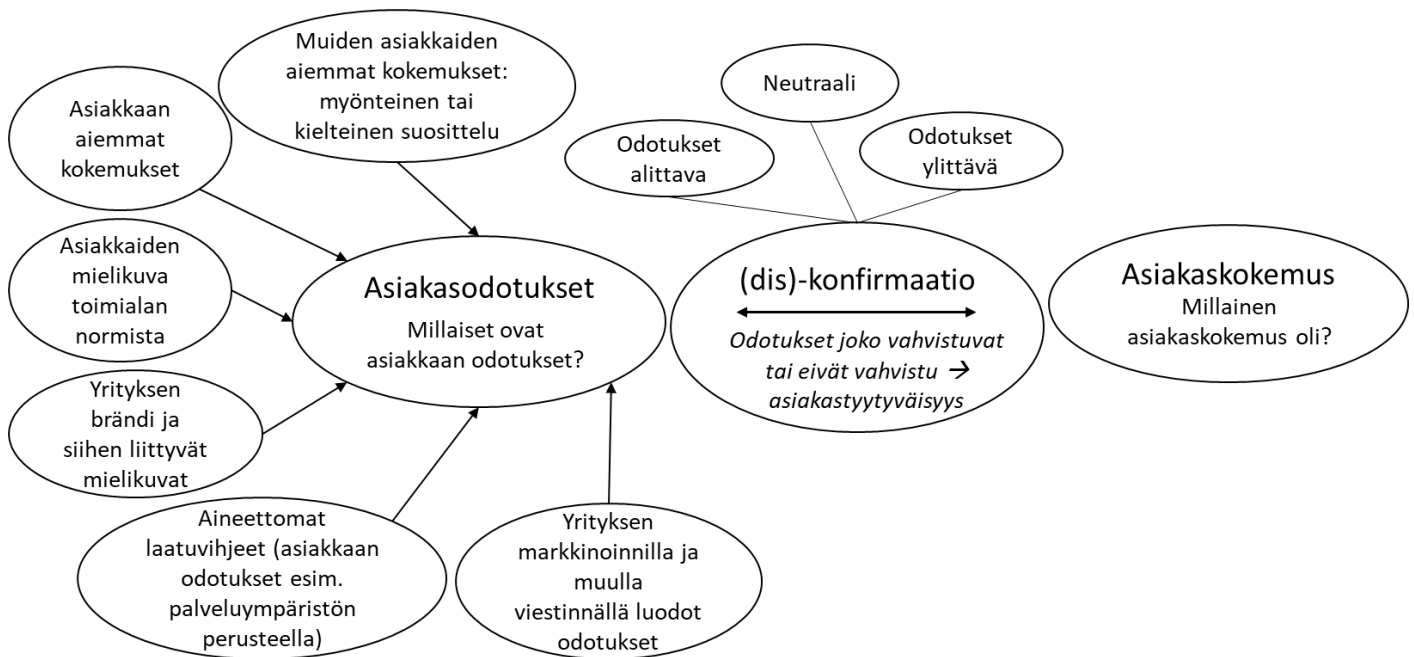 Muiden asiakkaiden
aiemmat kokemukset:
myönteinen tai
kielteinen suosittelu
Asiakkaan
aiemmat
kokemukset
Asiakkaiden
mielikuva
toimialan
normista
Yrityksen
brändi ja
siihen liittyvät
mielikuvat
Aineettomat
laatuvihjeet (asiakkaan
odotukset esim.
palveluympäristön
perusteella)
Yrityksen
markkinoinnilla ja
muulla
viestinnällä luodot
odotukset
Asiakasodotukset
Millaiset ovat
asiakkaan odotukset?
Odotukset
alittava
Neutraali
Odotukset
ylittävä
(dis)-konfirmaatio
Odotukset joko vahvistuvat
tai eivät vahvistu →
asiakastyytyväisyys
Asiakaskokemus
Millainen
asiakaskokemus oli?